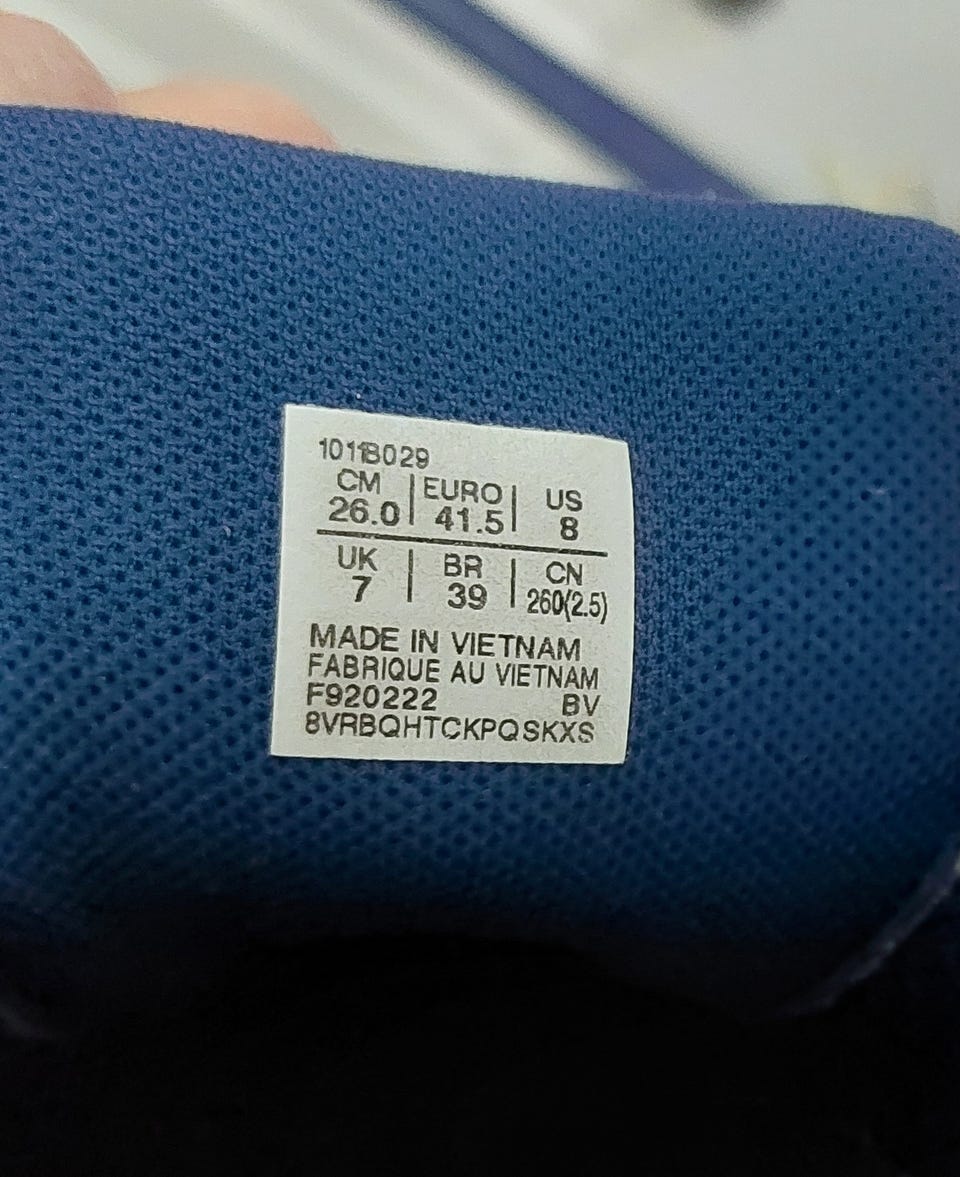 1011B029
CM | EURO | US
26.0 | 41.5 | 8
UK | BR | CN
7 | 39 | 260(2.5)
MADE IN VIETNAM
FABRIQUE AU VIETNAM
F920222 BV
8VRBQHTCKPQSKXS